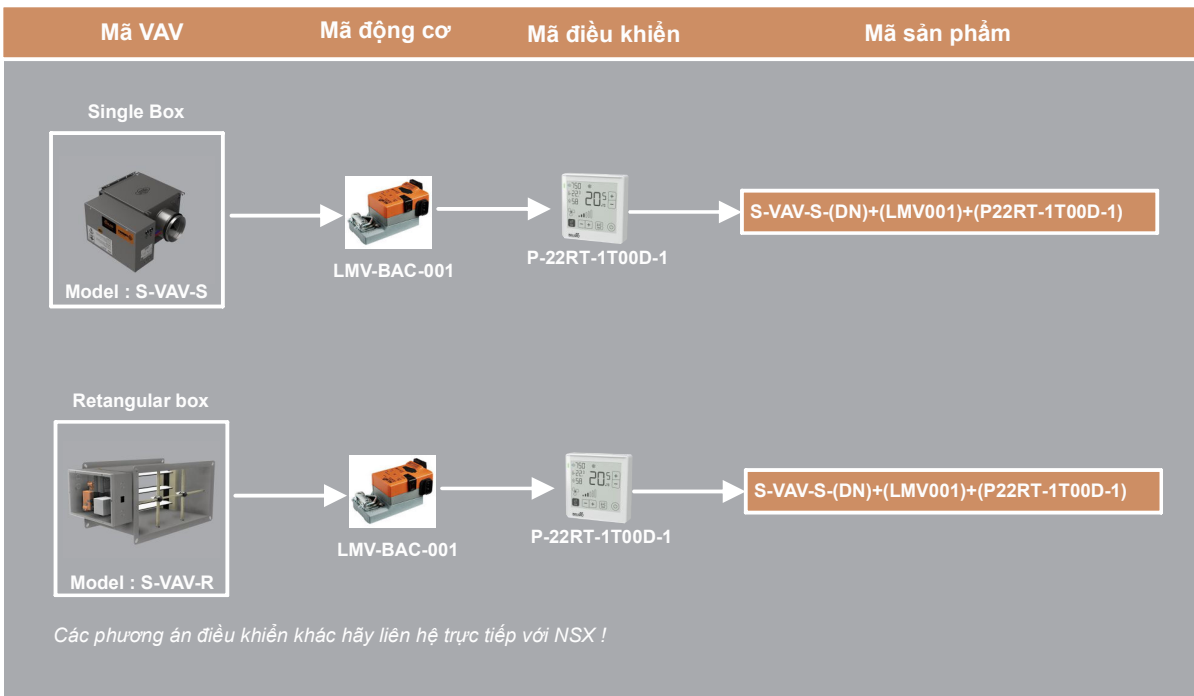 Mã VAV Mã động cơ Mã điều khiển Mã sản phẩm
Single Box
Model : S-VAV-S
LMV-BAC-001
P-22RT-1T00D-1
S-VAV-S-(DN)+(LMV001)+(P22RT-1T00D-1)
Retangular box
Model : S-VAV-R
LMV-BAC-001
P-22RT-1T00D-1
S-VAV-S-(DN)+(LMV001)+(P22RT-1T00D-1)
Các phương án điều khiển khác hãy liên hệ trực tiếp với NSX !